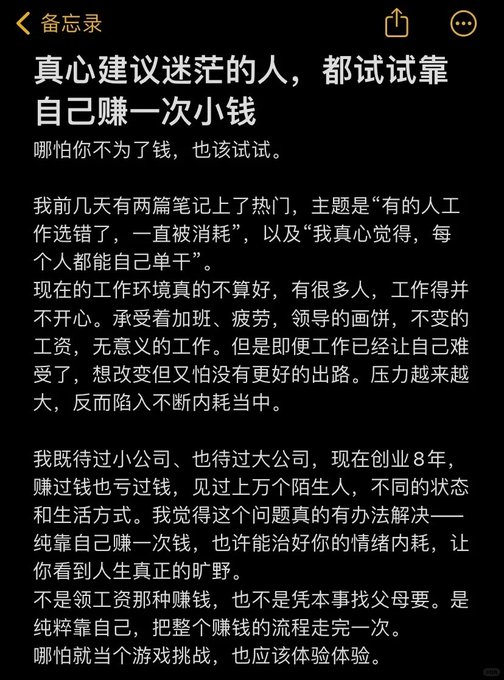 备忘录
真心建议迷茫的人，都试试靠
自己赚一次小钱
哪怕你不为了钱，也该试试。
我前几天有两篇笔记上了热门，主题是“有的人工
作选错了，一直被消耗”，以及“我真心觉得，每
个人都能自己单干”。
现在的工作环境真的不算好，有很多人，工作得并
不开心。承受着加班、疲劳，领导的画饼，不变的
工资，无意义的工作。但是即便工作已经让自己难
受了，想改变但又怕没有更好的出路。压力越来越
大，反而陷入不断内耗当中。
我既待过小公司、也待过大公司，现在创业8年，
赚过钱也亏过钱，见过上万个陌生人，不同的状态
和生活方式。我觉得这个问题真的有办法解决——
纯靠自己赚一次钱，也许能治好你的情绪内耗，让
你看到人生真正的旷野。
不是领工资那种赚钱，也不是凭本事找父母要。是
纯粹靠自己，把整个赚钱的流程走完一次。
哪怕就当个游戏挑战，也应该体验体验。